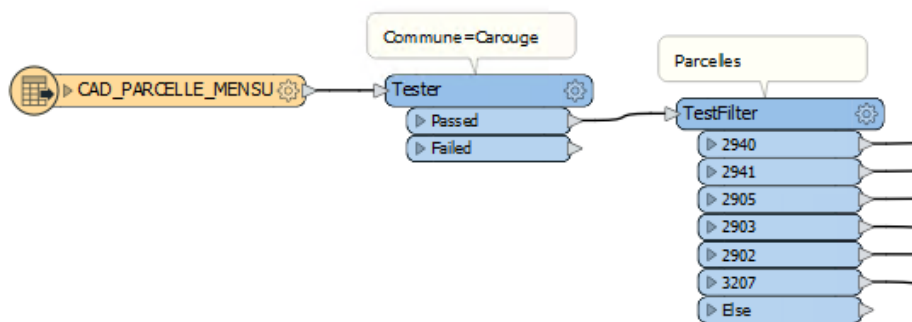 Commune=Carouge
Parcelles
CAD_PARCELLE_MENSU
Tester
Passed
Failed
TestFilter
2940
2941
2905
2903
2902
3207
Else